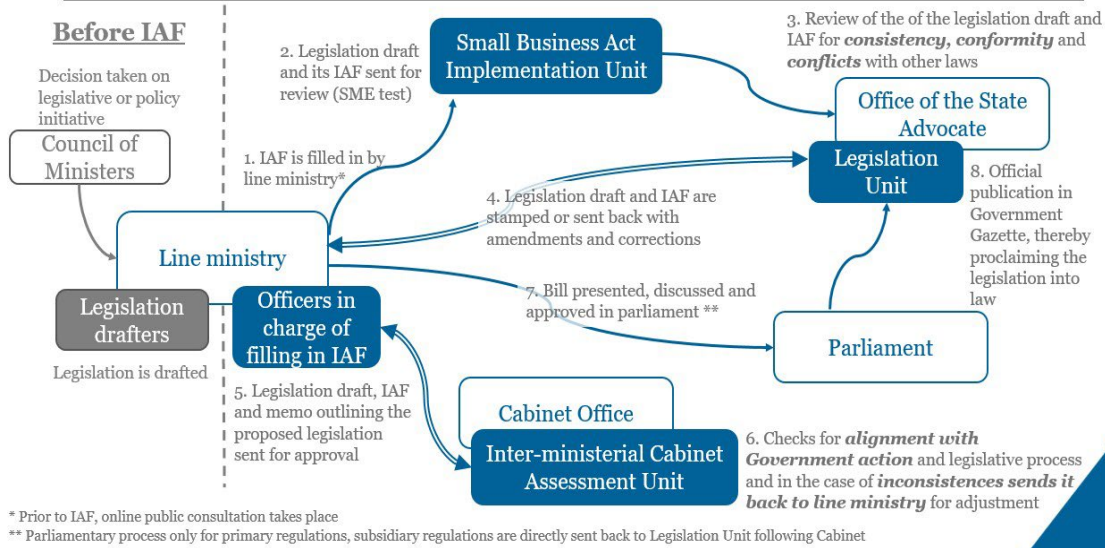 Before IAF
Decision taken on
legislative or policy
initiative
Council of
Ministers
Line ministry
Legislation
drafters
Legislation is drafted
Officers in
charge of
filling in IAF
1. IAF is filled in by
line ministry*
2. Legislation draft
and its IAF sent for
review (SME test)
Small Business Act
Implementation Unit
3. Review of the of the legislation draft and
IAF for consistency, conformity and
conflicts with other laws
Office of the State
Advocate
Legislation
Unit
4. Legislation draft and IAF are
stamped or sent back with
amendments and corrections
5. Legislation draft, IAF
and memo outlining the
proposed legislation
sent for approval
Cabinet Office
Inter-ministerial Cabinet
Assessment Unit
6. Checks for alignment with
Government action and legislative process
and in the case of inconsistences sends it
back to line ministry for adjustment
7. Bill presented, discussed and
approved in parliament **
Parliament
8. Official
publication in
Government
Gazette, thereby
proclaiming the
legislation into
law
* Prior to IAF, online public consultation takes place
** Parliamentary process only for primary regulations, subsidiary regulations are directly sent back to Legislation Unit following Cabinet